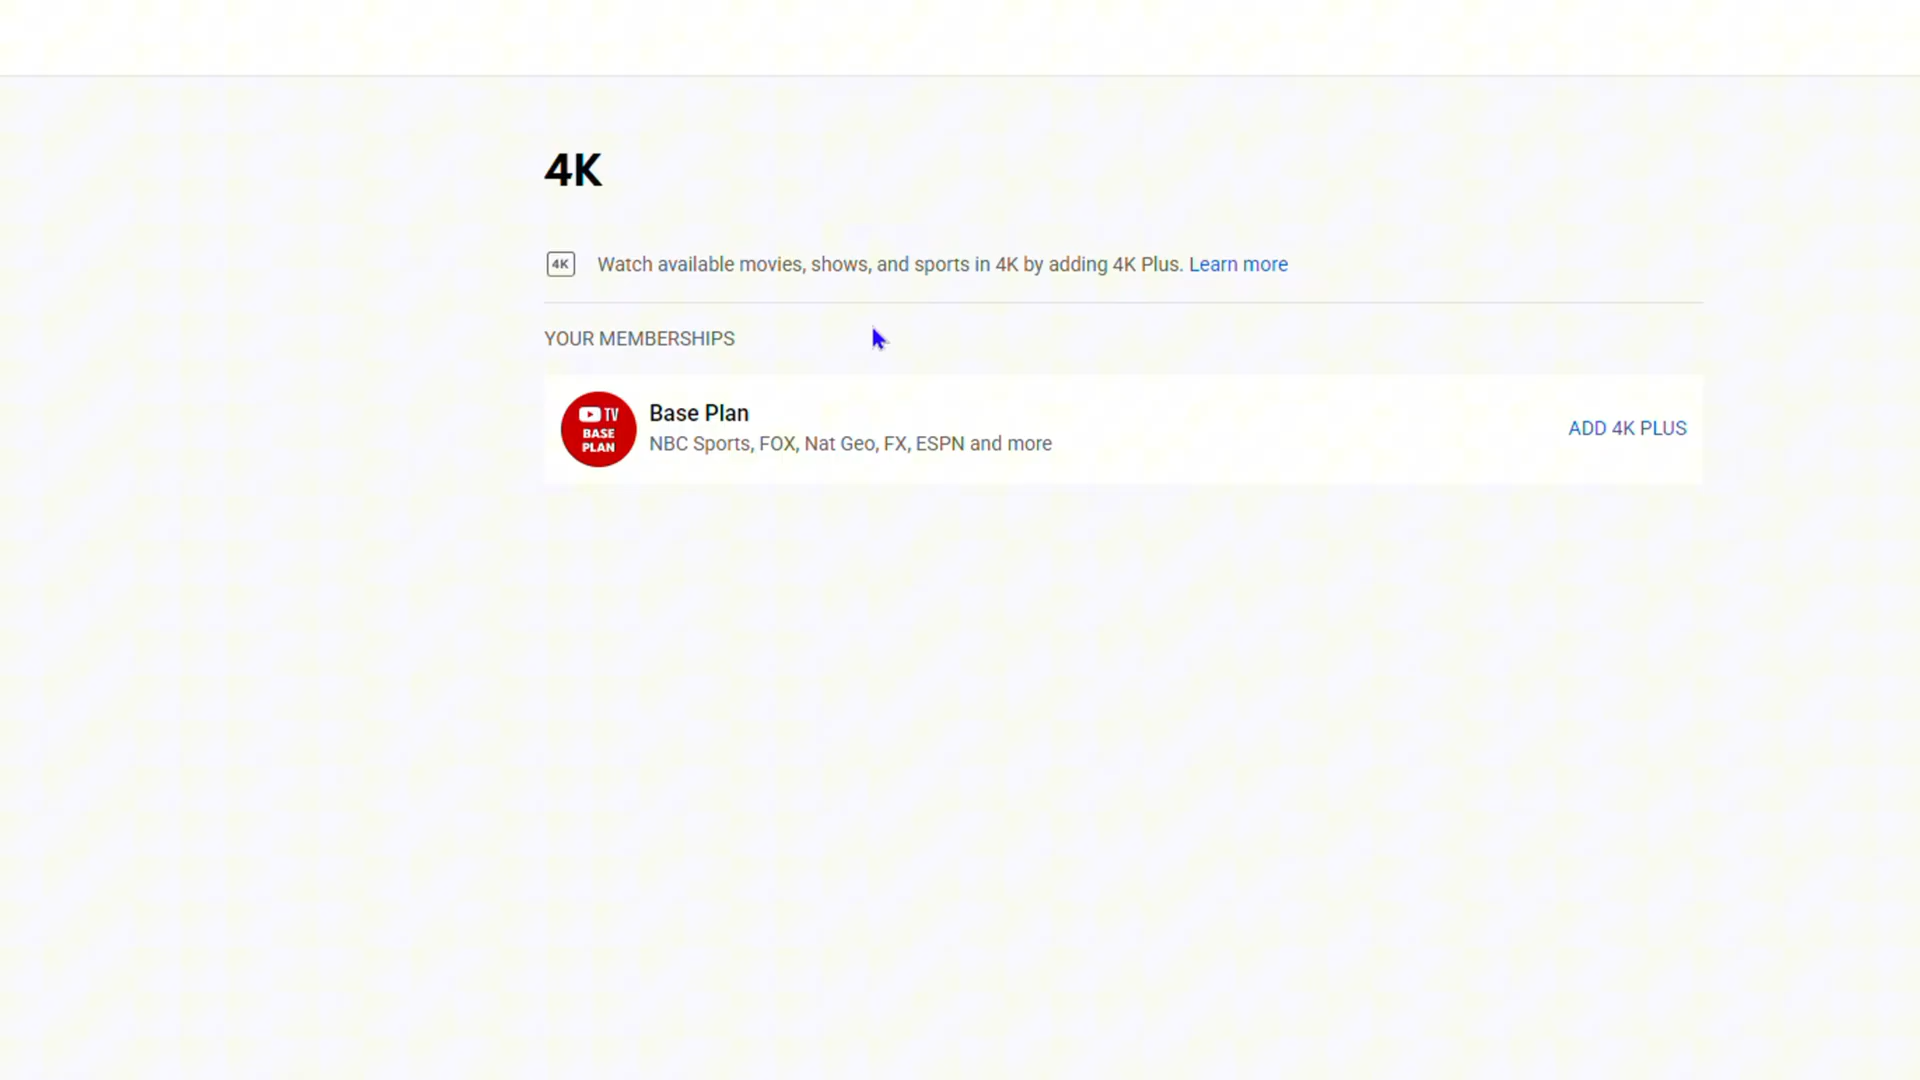 4K
4K Watch available movies, shows, and sports in 4K by adding 4K Plus. Learn more
YOUR MEMBERSHIPS
TV
BASE
PLAN
Base Plan
NBC Sports, FOX, Nat Geo, FX, ESPN and more
ADD 4K PLUS